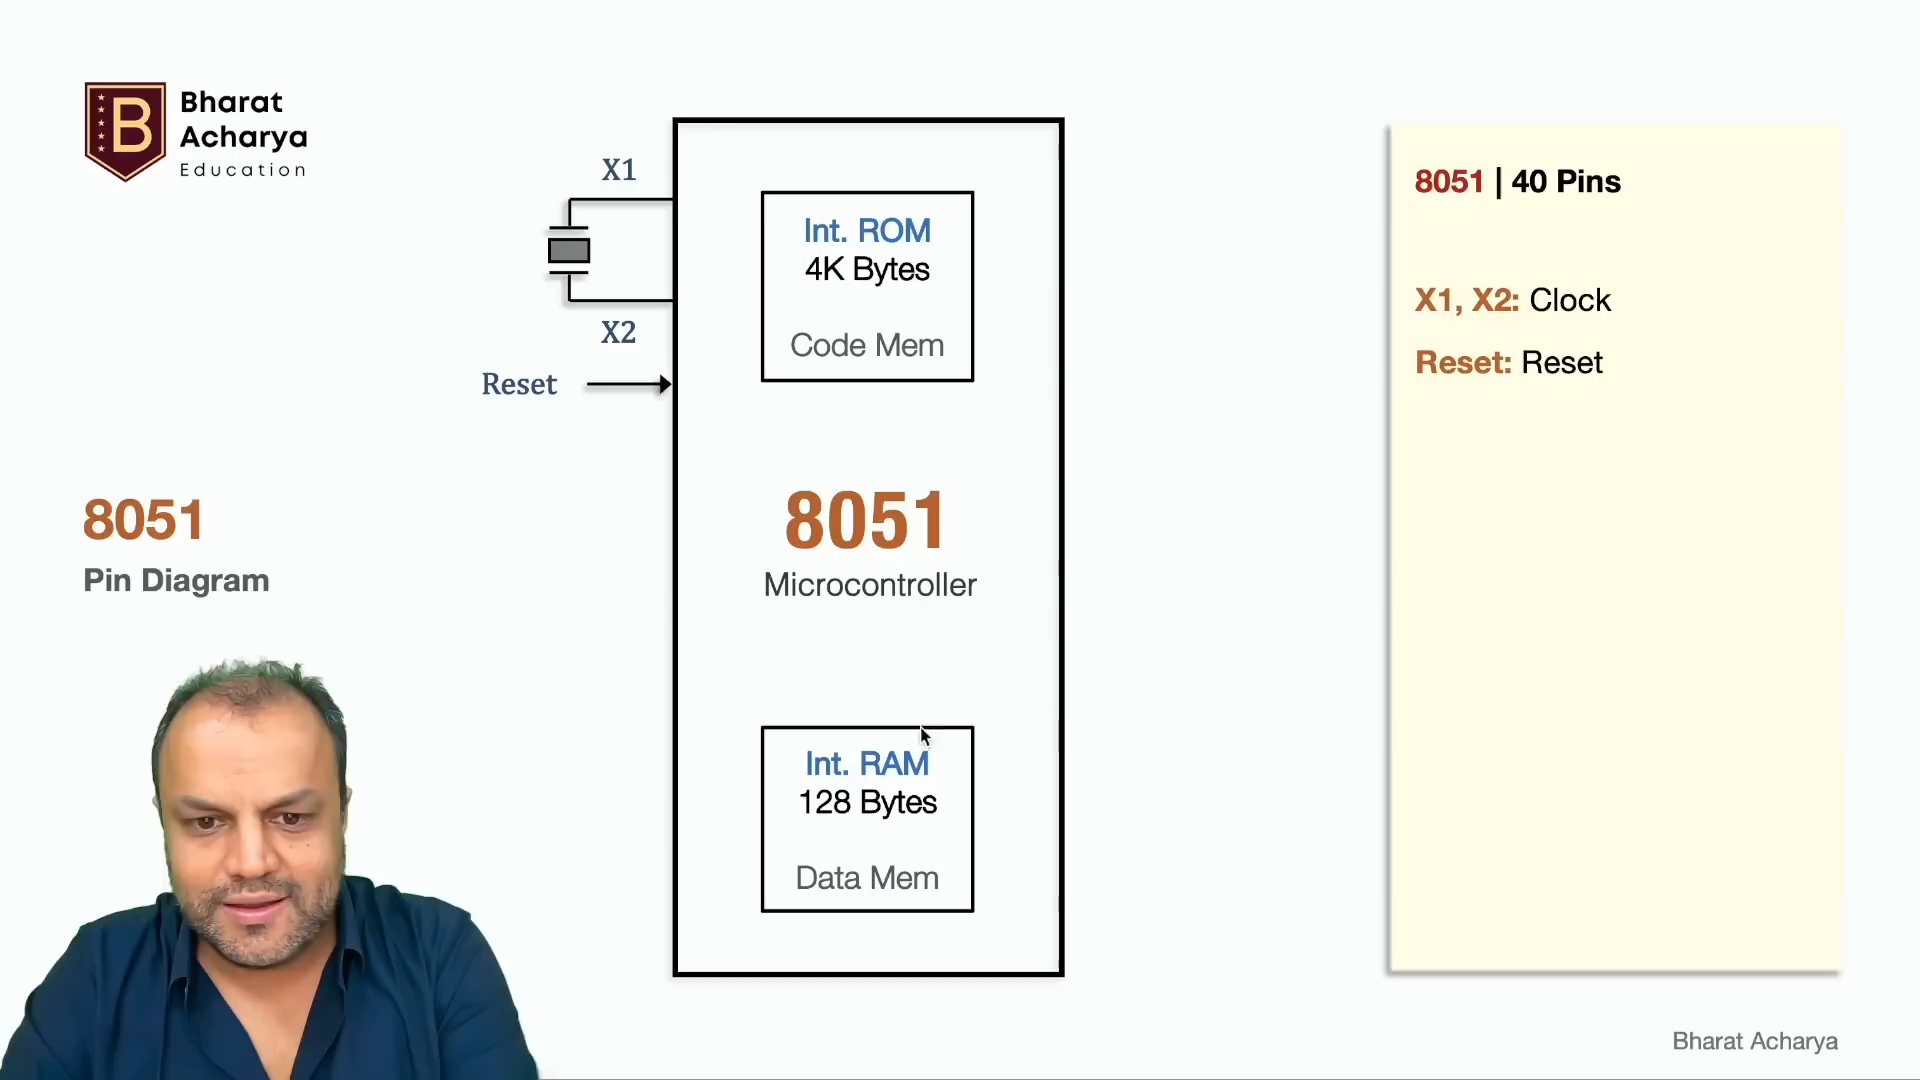 Bharat
Acharya
Education
X1
X2
Reset
Int. ROM
4K Bytes
Code Mem
8051
Microcontroller
Int. RAM
128 Bytes
Data Mem
8051
Pin Diagram
8051 | 40 Pins
X1, X2: Clock
Reset: Reset
Bharat Acharya